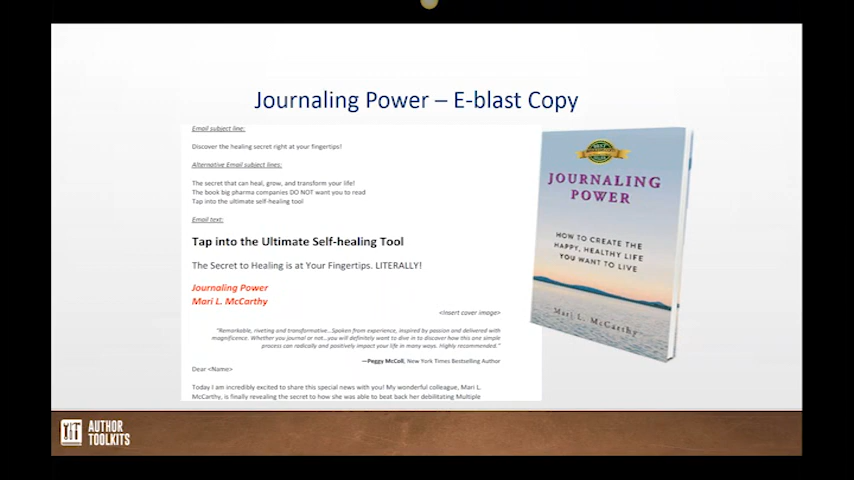 Journaling Power – E-blast Copy
Email subject line:
Discover the healing secret right at your fingertips!
Alternative Email subject lines:
The secret that can heal, grow, and transform your life!
The book big pharma companies DO NOT want you to read
Tap into the ultimate self-healing tool
Email text:
Tap into the Ultimate Self-healing Tool
The Secret to Healing is at Your Fingertips. LITERALLY!
Journaling Power
Mari L. McCarthy
<Insert cover image>
"Remarkable, riveting and transformative...Spoken from experience, inspired by passion and delivered with
magnificence. Whether you journal or not...you will definitely want to dive in to discover how this one simple
process can radically and positively impact your life in many ways. Highly recommended."
—Peggy McColl, New York Times Bestselling Author
Dear <Name>
Today I am incredibly excited to share this special news with you! My wonderful colleague, Mari L.
McCarthy, is finally revealing the secret to how she was able to beat back her debilitating Multiple
JOURNALING
POWER
HOW TO CREATE THE
HAPPY, HEALTHY LIFE
YOU WANT TO LIVE
Mari L. McCarthy
AUTHOR
TOOLKITS